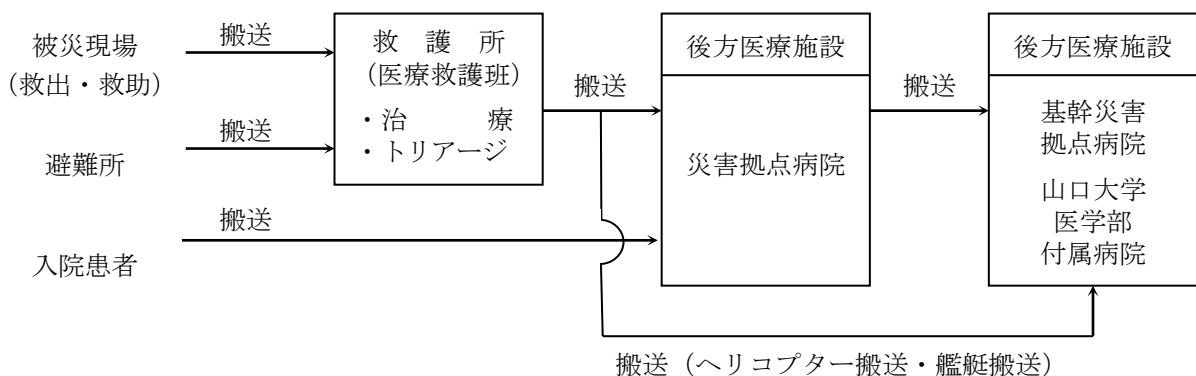 被災現場
（救出・救助）
避難所
入院患者
搬送
搬送
搬送
救　護　所
（医療救護班）
・治　　　療
・トリアージ
搬送
後方医療施設
災害拠点病院
搬送
後方医療施設
基幹災害
拠点病院
山口大学
医学部
付属病院
搬送（ヘリコプター搬送・艦艇搬送）